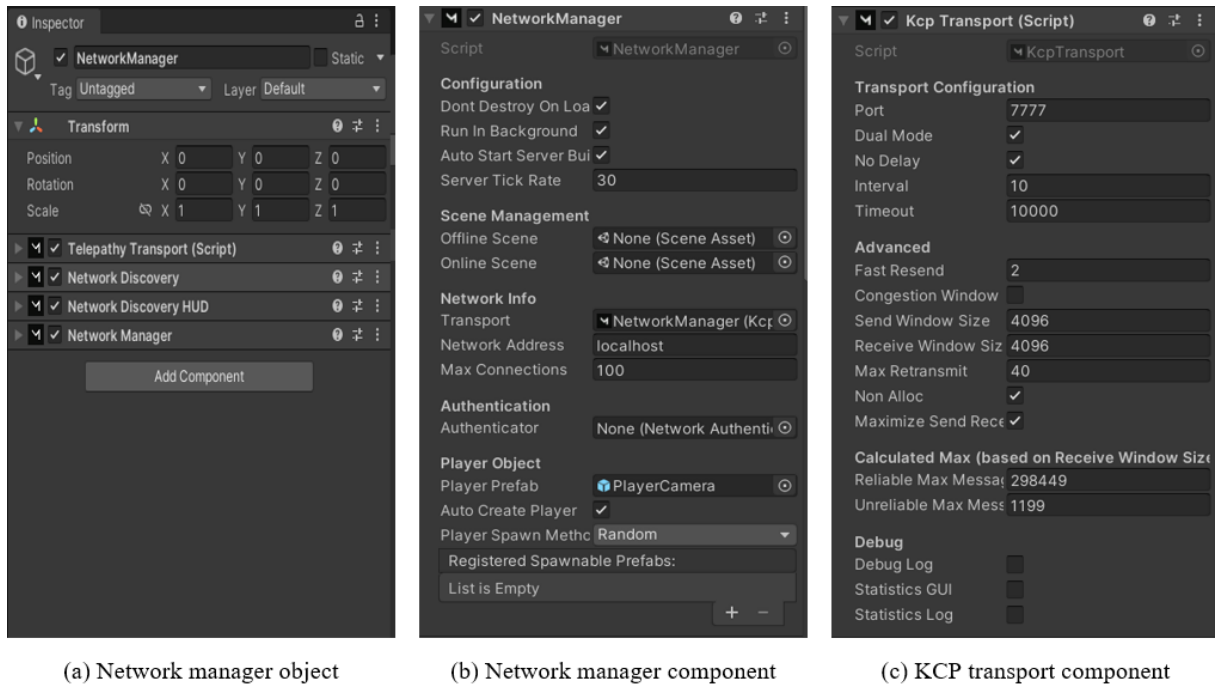 Inspector
NetworkManager Static
Tag Untagged Layer Default
Transform
Position X 0 Y 0 Z 0
Rotation X 0 Y 0 Z 0
Scale X 1 Y 1 Z 1
Telepathy Transport (Script)
Network Discovery
Network Discovery HUD
Network Manager
Add Component
(a) Network manager object
NetworkManager
Script NetworkManager
Configuration
Dont Destroy On Loa
Run In Background
Auto Start Server Bui
Server Tick Rate 30
Scene Management
Offline Scene None (Scene Asset)
Online Scene None (Scene Asset)
Network Info
Transport NetworkManager (Kcp
Network Address localhost
Max Connections 100
Authentication
Authenticator None (Network Authenti
Player Object
Player Prefab PlayerCamera
Auto Create Player
Player Spawn Metho Random
Registered Spawnable Prefabs:
List is Empty
+ −
(b) Network manager component
Kcp Transport (Script)
Script KcpTransport
Transport Configuration
Port 7777
Dual Mode
No Delay
Interval 10
Timeout 10000
Advanced
Fast Resend 2
Congestion Window
Send Window Size 4096
Receive Window Siz 4096
Max Retransmit 40
Non Alloc
Maximize Send Rece
Calculated Max (based on Receive Window Size
Reliable Max Messag 298449
Unreliable Max Mess 1199
Debug
Debug Log
Statistics GUI
Statistics Log
(c) KCP transport component